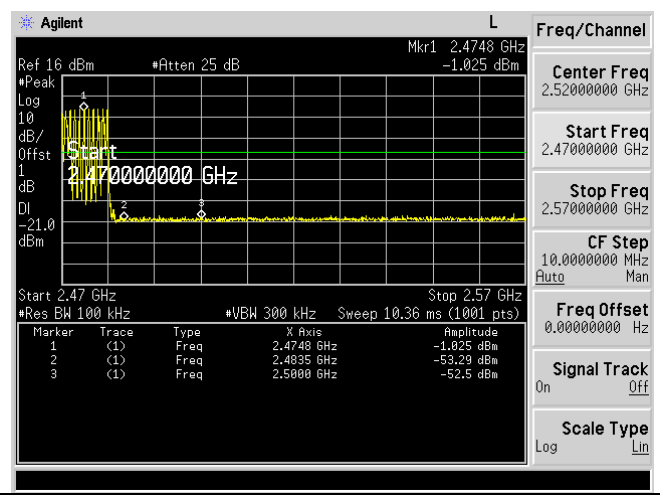 Agilent
L
Freq/Channel
Mkr1 2.4748 GHz
Ref 16 dBm #Atten 25 dB -1.025 dBm
#Peak
Log
10
dB/
Offst
1
dB
DI
-21.0
dBm
1
2
3
Start
2.470000000 GHz
Start 2.47 GHz Stop 2.57 GHz
#Res BW 100 kHz #VBW 300 kHz Sweep 10.36 ms (1001 pts)
Marker Trace Type X Axis Amplitude
1 (1) Freq 2.4748 GHz -1.025 dBm
2 (1) Freq 2.4835 GHz -53.29 dBm
3 (1) Freq 2.5000 GHz -52.5 dBm
Center Freq
2.52000000 GHz
Start Freq
2.47000000 GHz
Stop Freq
2.57000000 GHz
CF Step
10.0000000 MHz
Auto Man
Freq Offset
0.00000000 Hz
Signal Track
On Off
Scale Type
Log Lin